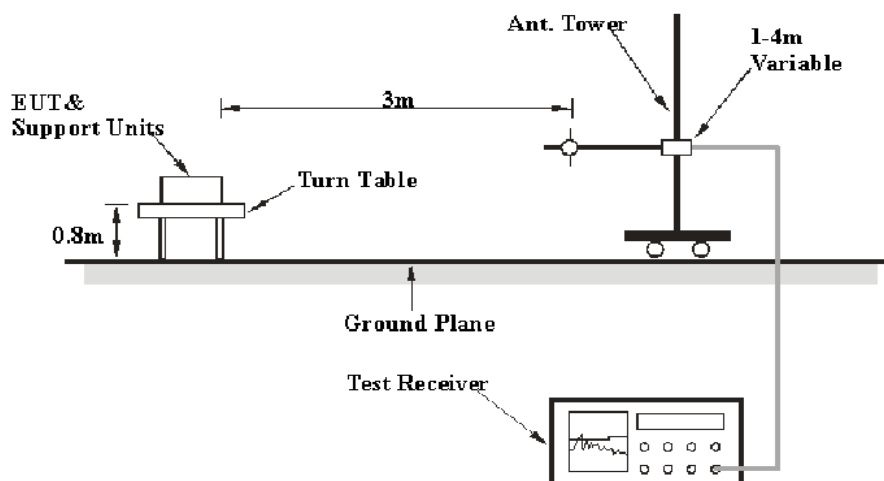 Ant. Tower
1-4m
Variable
3m
EUT&
Support Units
Turn Table
0.8m
Ground Plane
Test Receiver